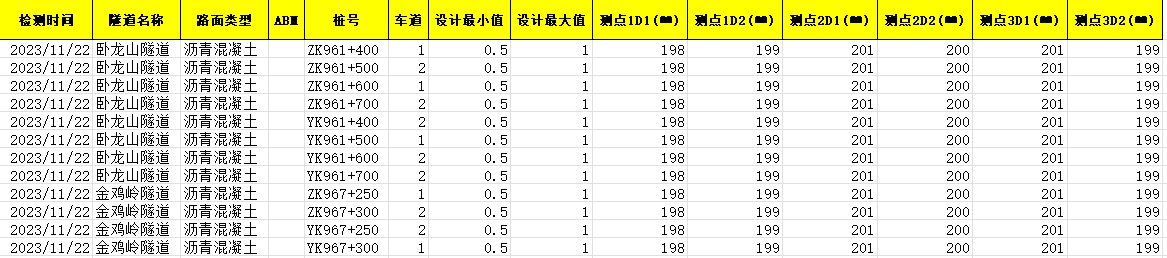 检测时间 隧道名称 路面类型 ABM 桩号 车道 设计最小值 设计最大值 测点1D1(mm) 测点1D2(mm) 测点2D1(mm) 测点2D2(mm) 测点3D1(mm) 测点3D2(mm)
2023/11/22 卧龙山隧道 沥青混凝土 ZK961+400 1 0.5 1 198 199 201 200 201 199
2023/11/22 卧龙山隧道 沥青混凝土 ZK961+500 2 0.5 1 198 199 201 200 201 199
2023/11/22 卧龙山隧道 沥青混凝土 ZK961+600 1 0.5 1 198 199 201 200 201 199
2023/11/22 卧龙山隧道 沥青混凝土 ZK961+700 2 0.5 1 198 199 201 200 201 199
2023/11/22 卧龙山隧道 沥青混凝土 YK961+400 2 0.5 1 198 199 201 200 201 199
2023/11/22 卧龙山隧道 沥青混凝土 YK961+500 1 0.5 1 198 199 201 200 201 199
2023/11/22 卧龙山隧道 沥青混凝土 YK961+600 2 0.5 1 198 199 201 200 201 199
2023/11/22 卧龙山隧道 沥青混凝土 YK961+700 2 0.5 1 198 199 201 200 201 199
2023/11/22 金鸡岭隧道 沥青混凝土 ZK967+250 1 0.5 1 198 199 201 200 201 199
2023/11/22 金鸡岭隧道 沥青混凝土 ZK967+300 2 0.5 1 198 199 201 200 201 199
2023/11/22 金鸡岭隧道 沥青混凝土 YK967+250 2 0.5 1 198 199 201 200 201 199
2023/11/22 金鸡岭隧道 沥青混凝土 YK967+300 1 0.5 1 198 199 201 200 201 199